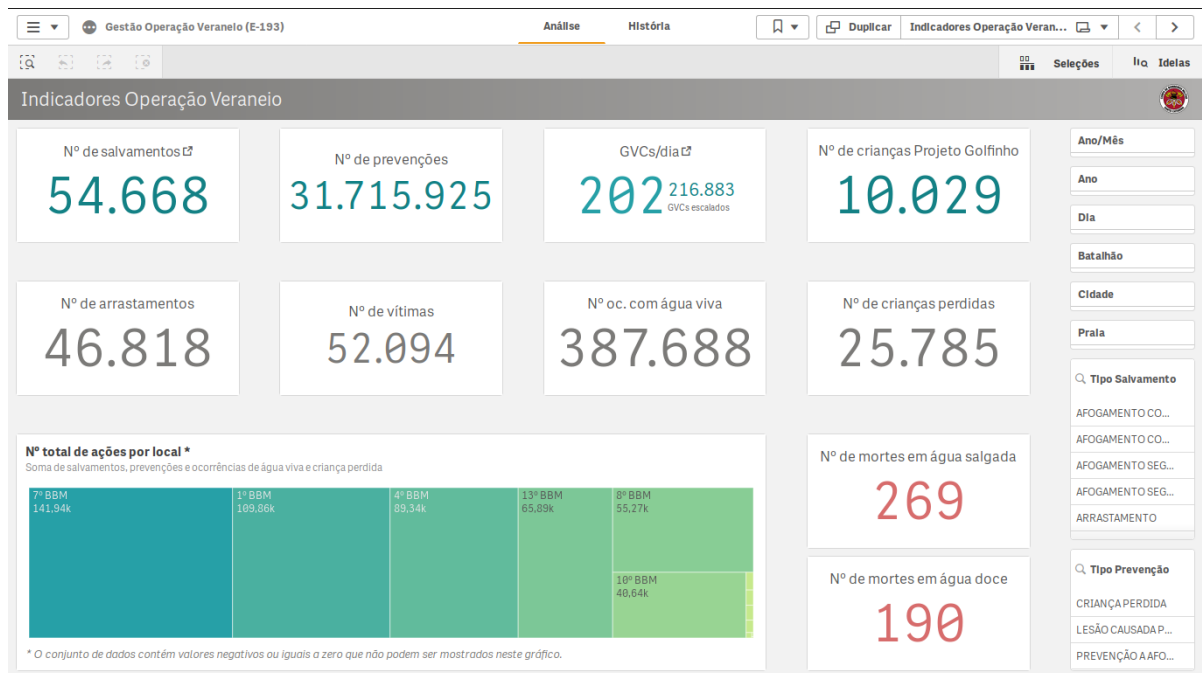 Gestão Operação Veraneio (E-193)
Análise
História
Duplicar
Indicadores Operação Veran...
Seleções
Ideias
Indicadores Operação Veraneio
Nº de salvamentos
54.668
Nº de prevenções
31.715.925
GVCs/dia
202
216.883
GVCs escalados
Nº de crianças Projeto Golfinho
10.029
Nº de arrastamentos
46.818
Nº de vítimas
52.094
Nº oc. com água viva
387.688
Nº de crianças perdidas
25.785
Nº total de ações por local *
Soma de salvamentos, prevenções e ocorrências de água viva e criança perdida
7º BBM
141,94k
1º BBM
109,86k
4º BBM
89,34k
13º BBM
65,89k
8º BBM
55,27k
10º BBM
40,64k
* O conjunto de dados contém valores negativos ou iguais a zero que não podem ser mostrados neste gráfico.
Nº de mortes em água salgada
269
Nº de mortes em água doce
190
Ano/Mês
Ano
Dia
Batalhão
Cidade
Praia
Tipo Salvamento
AFOGAMENTO CO...
AFOGAMENTO CO...
AFOGAMENTO SEG...
AFOGAMENTO SEG...
ARRASTAMENTO
Tipo Prevenção
CRIANÇA PERDIDA
LESÃO CAUSADA P...
PREVENÇÃO A AFO...